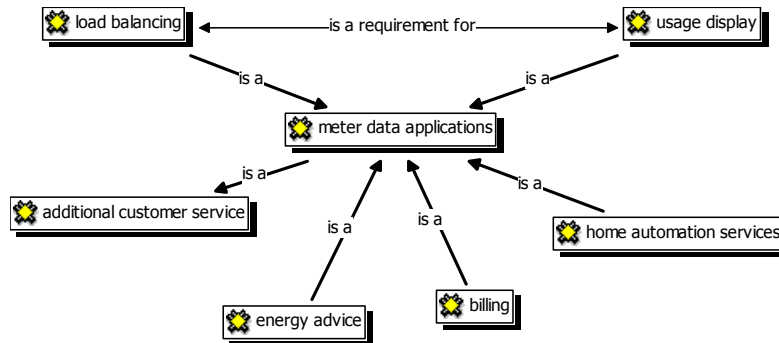 load balancing
is a requirement for
usage display
is a
is a
meter data applications
is a
is a
additional customer service
is a
is a
home automation services
energy advice
billing